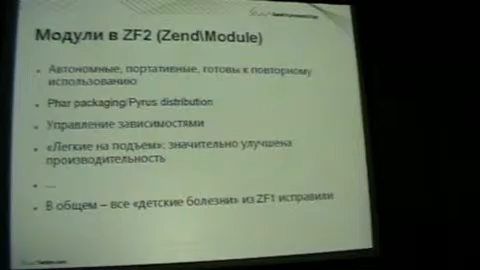 Модули в ZF2 (Zend\Module)
Автономные, портативные, готовы к повторному
использованию
Phar packaging/Pyrus distribution
Управление зависимостями
«Легкие на подъем»: значительно улучшена
производительность
...
В общем – все «детские болезни» из ZF1 исправили